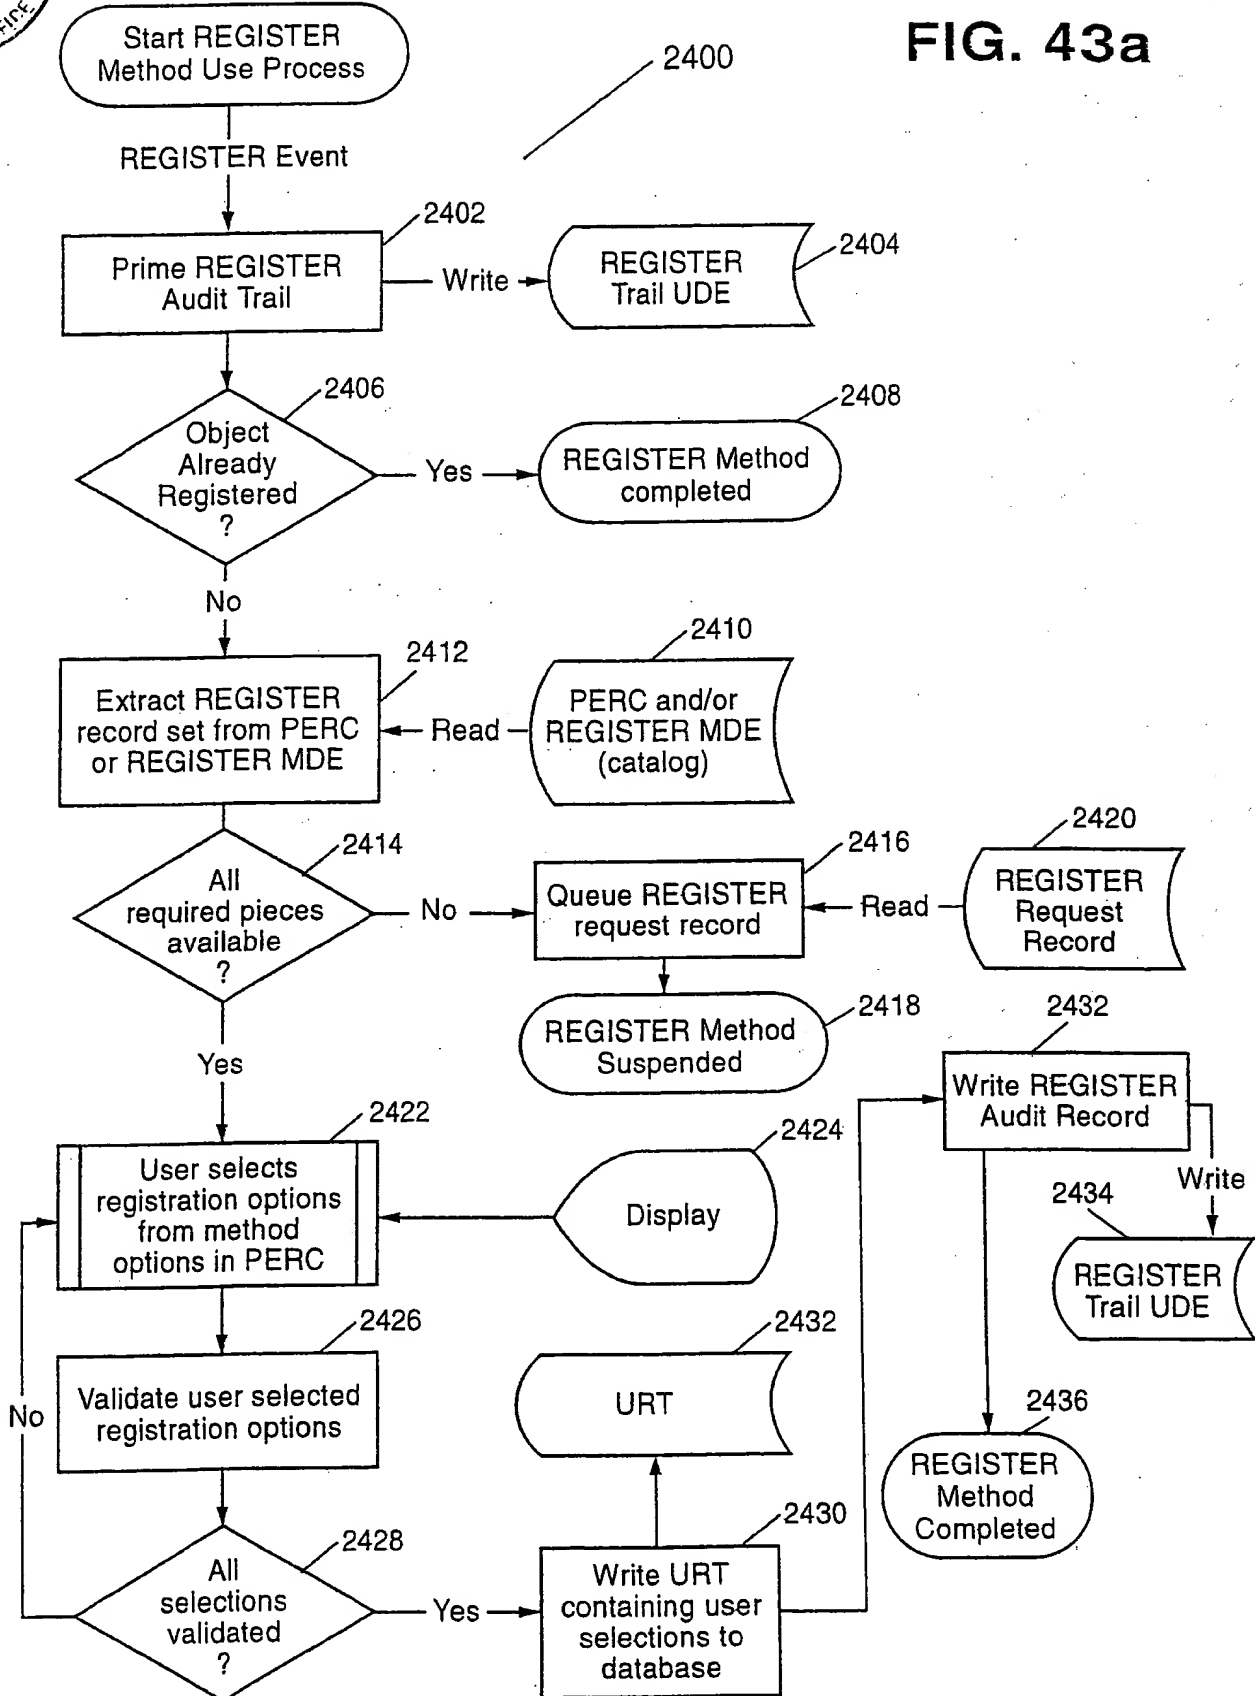 FICE
FIG. 43a
Start REGISTER
Method Use Process
2400
REGISTER Event
2402
Prime REGISTER
Audit Trail
Write
2404
REGISTER
Trail UDE
2406
Object
Already
Registered
?
Yes
2408
REGISTER Method
completed
No
2412
Extract REGISTER
record set from PERC
or REGISTER MDE
Read
2410
PERC and/or
REGISTER MDE
(catalog)
2414
All
required pieces
available
?
No
2416
Queue REGISTER
request record
Read
2420
REGISTER
Request
Record
2418
REGISTER Method
Suspended
Yes
2422
User selects
registration options
from method
options in PERC
2424
Display
2432
Write REGISTER
Audit Record
Write
2434
REGISTER
Trail UDE
2426
Validate user selected
registration options
No
2432
URT
2436
REGISTER
Method
Completed
2428
All
selections
validated
?
Yes
2430
Write URT
containing user
selections to
database